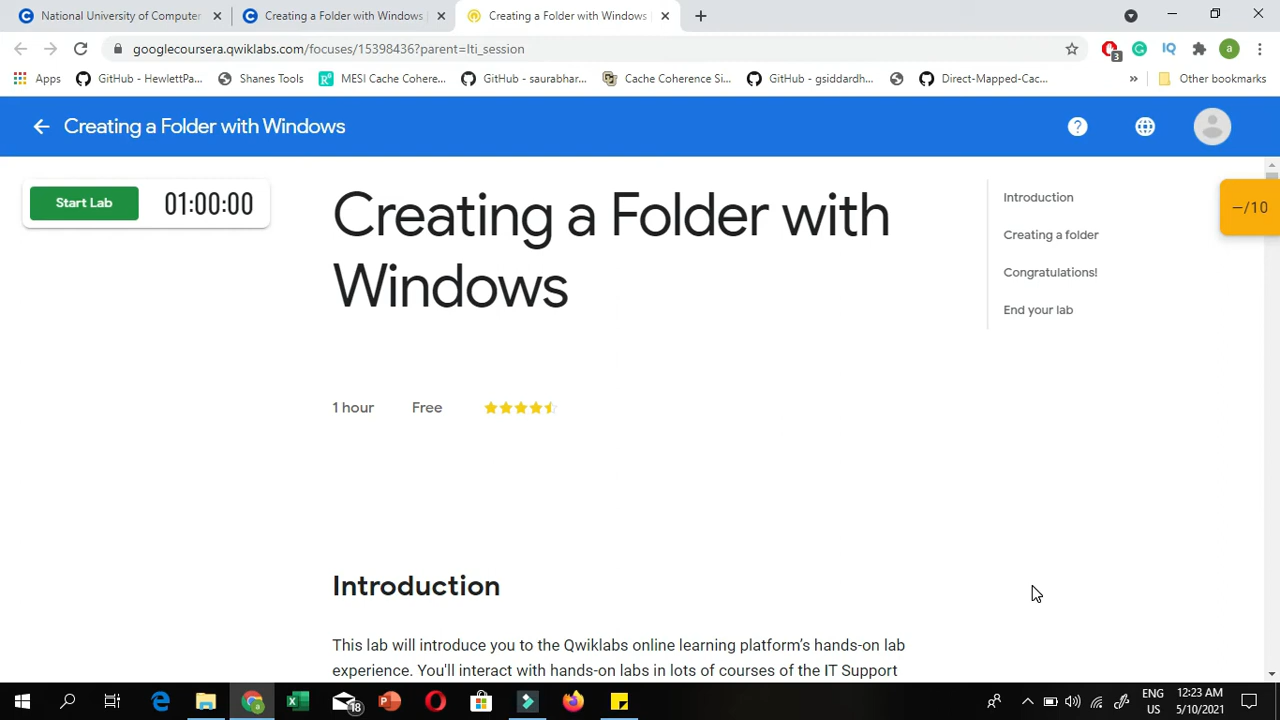 National University of Computer
Creating a Folder with Windows
Creating a Folder with Windows
googlecoursera.qwiklabs.com/focuses/15398436?parent=lti_session
3
IQ
a
Apps
GitHub - HewlettPa...
Shanes Tools
MESI Cache Cohere...
GitHub - saurabhar...
Cache Coherence Si...
GitHub - gsiddardh...
Direct-Mapped-Cac...
»
Other bookmarks
Creating a Folder with Windows
Start Lab
01:00:00
Creating a Folder with
Windows
Introduction
Creating a folder
Congratulations!
End your lab
–/10
1 hour
Free
Introduction
This lab will introduce you to the Qwiklabs online learning platform’s hands-on lab
experience. You'll interact with hands-on labs in lots of courses of the IT Support
18
ENG
US
12:23 AM
5/10/2021